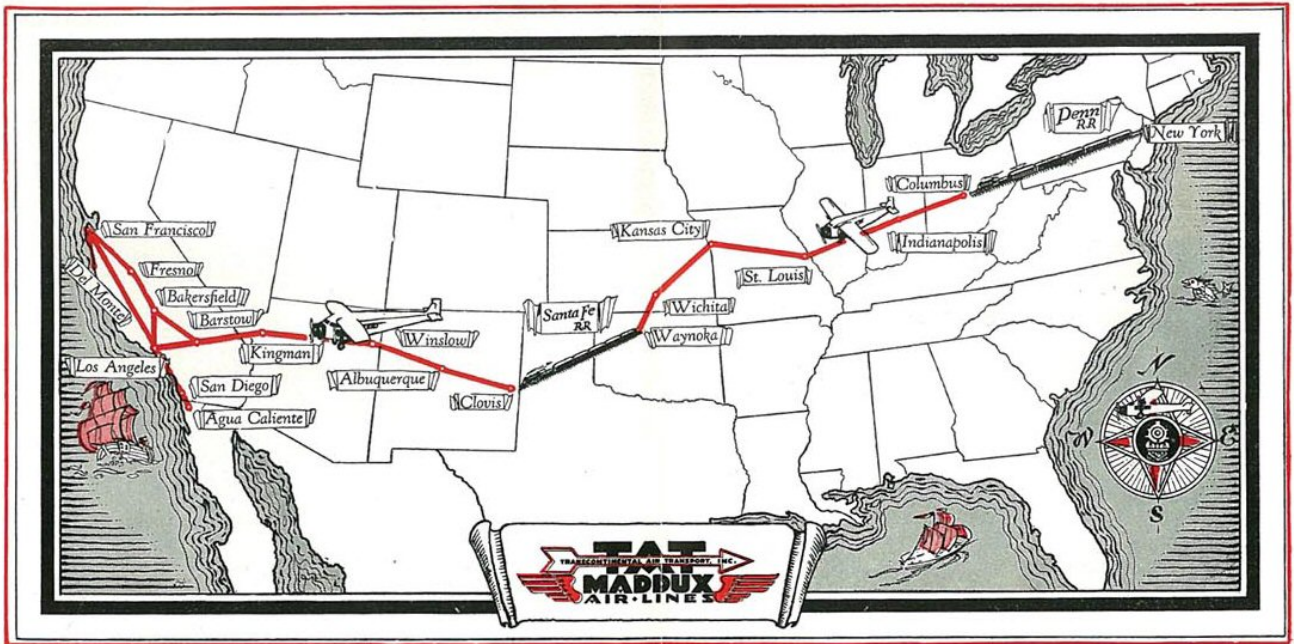 Penn
RR
New York
Columbus
San Francisco
Kansas City
Indianapolis
Fresno
St. Louis
Del Monte
Bakersfield
Wichita
Barstow
Santa Fe
RR
Winslow
Waynoka
Kingman
Los Angeles
Albuquerque
San Diego
Clovis
Agua Caliente
N
W
E
S
TAT
TRANSCONTINENTAL AIR TRANSPORT, INC.
MADDUX
AIR·LINES